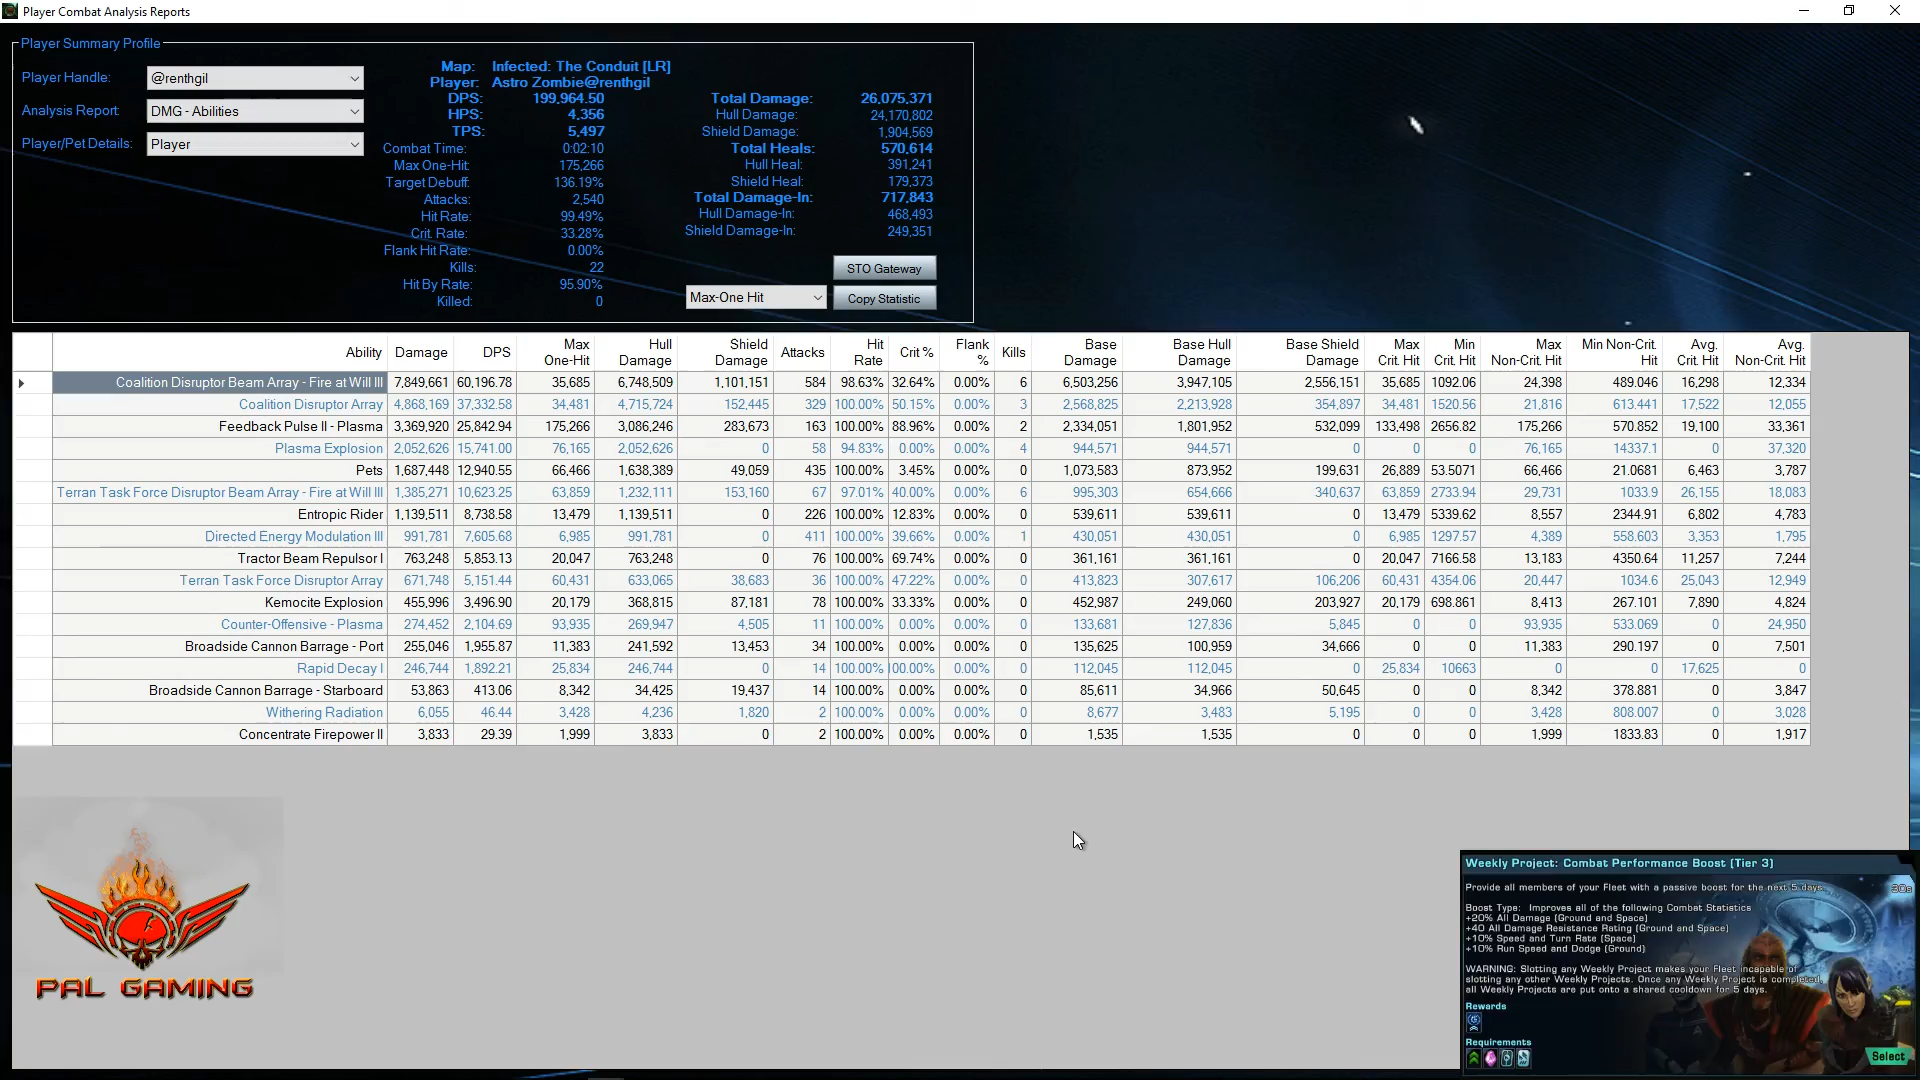 Player Combat Analysis Reports
Player Summary Profile
Player Handle: @renthgil
Analysis Report: DMG - Abilities
Player/Pet Details: Player
Map: Infected: The Conduit [LR]
Player: Astro Zombie@renthgil
DPS: 199,964.50
HPS: 4,356
TPS: 5,497
Combat Time: 0:02:10
Max One-Hit: 175,266
Target Debuff: 136.19%
Attacks: 2,540
Hit Rate: 99.49%
Crit. Rate: 33.28%
Flank Hit Rate: 0.00%
Kills: 22
Hit By Rate: 95.90%
Killed: 0
Total Damage: 26,075,371
Hull Damage: 24,170,802
Shield Damage: 1,904,569
Total Heals: 570,614
Hull Heal: 391,241
Shield Heal: 179,373
Total Damage-In: 717,843
Hull Damage-In: 468,493
Shield Damage-In: 249,351
STO Gateway
Max-One Hit Copy Statistic
Ability Damage DPS Max One-Hit Hull Damage Shield Damage Attacks Hit Rate Crit % Flank % Kills Base Damage Base Hull Damage Base Shield Damage Max Crit. Hit Min Crit. Hit Max Non-Crit. Hit Min Non-Crit. Hit Avg. Crit. Hit Avg. Non-Crit. Hit
Coalition Disruptor Beam Array - Fire at Will III 7,849,661 60,196.78 35,685 6,748,509 1,101,151 584 98.63% 32.64% 0.00% 6 6,503,256 3,947,105 2,556,151 35,685 1092.06 24,398 489.046 16,298 12,334
Coalition Disruptor Array 4,868,169 37,332.58 34,481 4,715,724 152,445 329 100.00% 50.15% 0.00% 3 2,568,825 2,213,928 354,897 34,481 1520.56 21,816 613.441 17,522 12,055
Feedback Pulse II - Plasma 3,369,920 25,842.94 175,266 3,086,246 283,673 163 100.00% 88.96% 0.00% 2 2,334,051 1,801,952 532,099 133,498 2656.82 175,266 570.852 19,100 33,361
Plasma Explosion 2,052,626 15,741.00 76,165 2,052,626 0 58 94.83% 0.00% 0.00% 4 944,571 944,571 0 0 0 76,165 14337.1 0 37,320
Pets 1,687,448 12,940.55 66,466 1,638,389 49,059 435 100.00% 3.45% 0.00% 0 1,073,583 873,952 199,631 26,889 53.5071 66,466 21.0681 6,463 3,787
Terran Task Force Disruptor Beam Array - Fire at Will III 1,385,271 10,623.25 63,859 1,232,111 153,160 67 97.01% 40.00% 0.00% 6 995,303 654,666 340,637 63,859 2733.94 29,731 1033.9 26,155 18,083
Entropic Rider 1,139,511 8,738.58 13,479 1,139,511 0 226 100.00% 12.83% 0.00% 0 539,611 539,611 0 13,479 5339.62 8,557 2344.91 6,802 4,783
Directed Energy Modulation III 991,781 7,605.68 6,985 991,781 0 411 100.00% 39.66% 0.00% 1 430,051 430,051 0 6,985 1297.57 4,389 558.603 3,353 1,795
Tractor Beam Repulsor I 763,248 5,853.13 20,047 763,248 0 76 100.00% 69.74% 0.00% 0 361,161 361,161 0 20,047 7166.58 13,183 4350.64 11,257 7,244
Terran Task Force Disruptor Array 671,748 5,151.44 60,431 633,065 38,683 36 100.00% 47.22% 0.00% 0 413,823 307,617 106,206 60,431 4354.06 20,447 1034.6 25,043 12,949
Kemocite Explosion 455,996 3,496.90 20,179 368,815 87,181 78 100.00% 33.33% 0.00% 0 452,987 249,060 203,927 20,179 698.861 8,413 267.101 7,890 4,824
Counter-Offensive - Plasma 274,452 2,104.69 93,935 269,947 4,505 11 100.00% 0.00% 0.00% 0 133,681 127,836 5,845 0 0 93,935 533.069 0 24,950
Broadside Cannon Barrage - Port 255,046 1,955.87 11,383 241,592 13,453 34 100.00% 0.00% 0.00% 0 135,625 100,959 34,666 0 0 11,383 290.197 0 7,501
Rapid Decay I 246,744 1,892.21 25,834 246,744 0 14 100.00% 100.00% 0.00% 0 112,045 112,045 0 25,834 10663 0 0 17,625 0
Broadside Cannon Barrage - Starboard 53,863 413.06 8,342 34,425 19,437 14 100.00% 0.00% 0.00% 0 85,611 34,966 50,645 0 0 8,342 378.881 0 3,847
Withering Radiation 6,055 46.44 3,428 4,236 1,820 2 100.00% 0.00% 0.00% 0 8,677 3,483 5,195 0 0 3,428 808.007 0 3,028
Concentrate Firepower II 3,833 29.39 1,999 3,833 0 2 100.00% 0.00% 0.00% 0 1,535 1,535 0 0 0 1,999 1833.83 0 1,917
PAL GAMING
Weekly Project: Combat Performance Boost (Tier 3)
Provide all members of your Fleet with a passive boost for the next 5 days. 30s
Boost Type: Improves all of the following Combat Statistics
+20% All Damage (Ground and Space)
+40 All Damage Resistance Rating (Ground and Space)
+10% Speed and Turn Rate (Space)
+10% Run Speed and Dodge (Ground)
WARNING: Slotting any Weekly Project makes your Fleet incapable of
slotting any other Weekly Projects. Once any Weekly Project is completed,
all Weekly Projects are put onto a shared cooldown for 5 days.
Rewards
Requirements
Select